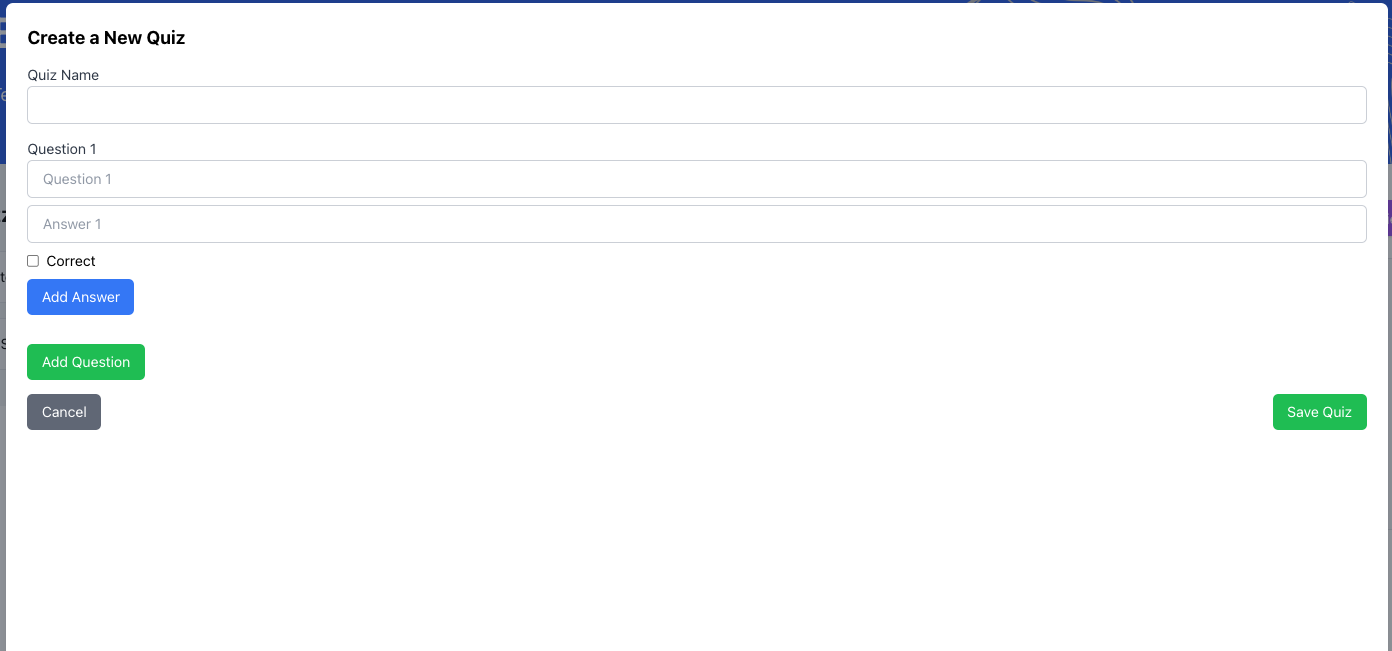 Create a New Quiz
Quiz Name
Question 1
Question 1
Answer 1
Correct
Add Answer
Add Question
Cancel
Save Quiz